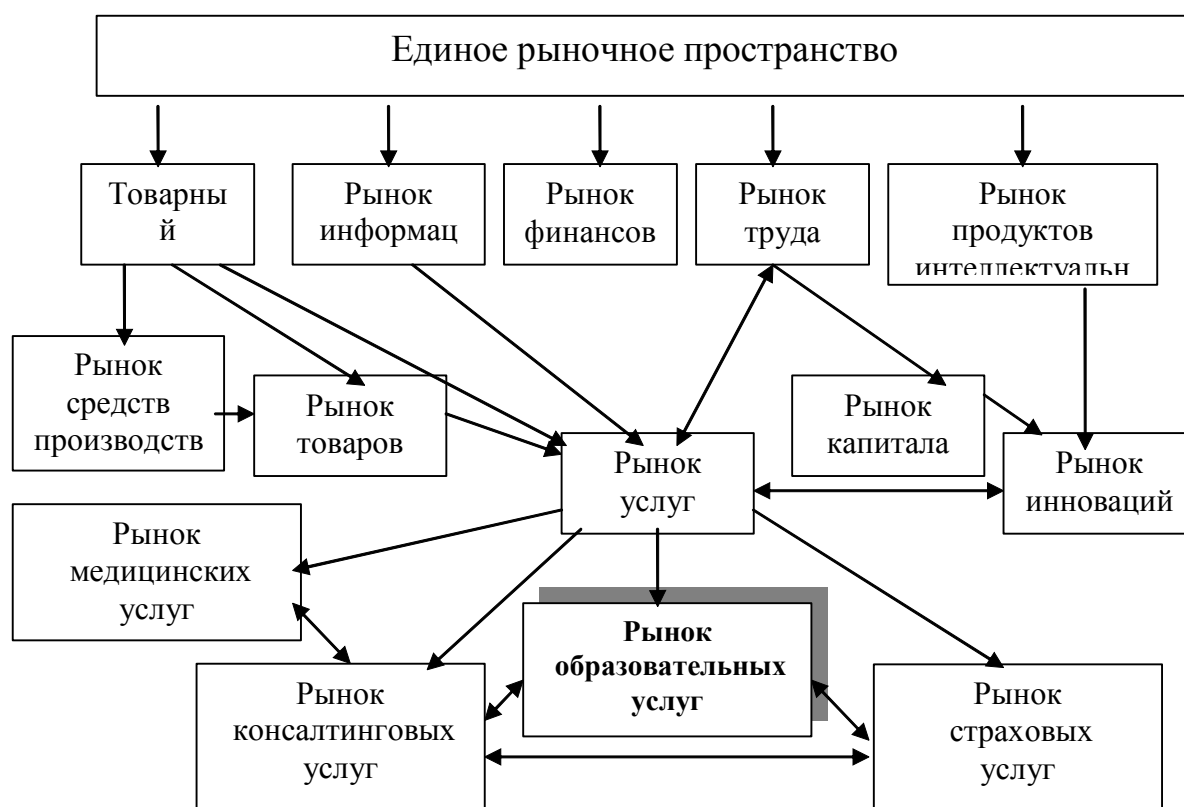 Единое рыночное пространство
Товарны
й
Рынок
информац
Рынок
финансов
Рынок
труда
Рынок
продуктов
интеллектуальн
Рынок
средств
производств
Рынок
товаров
Рынок
услуг
Рынок
капитала
Рынок
инноваций
Рынок
медицинских
услуг
Рынок
образовательных
услуг
Рынок
консалтинговых
услуг
Рынок
страховых
услуг